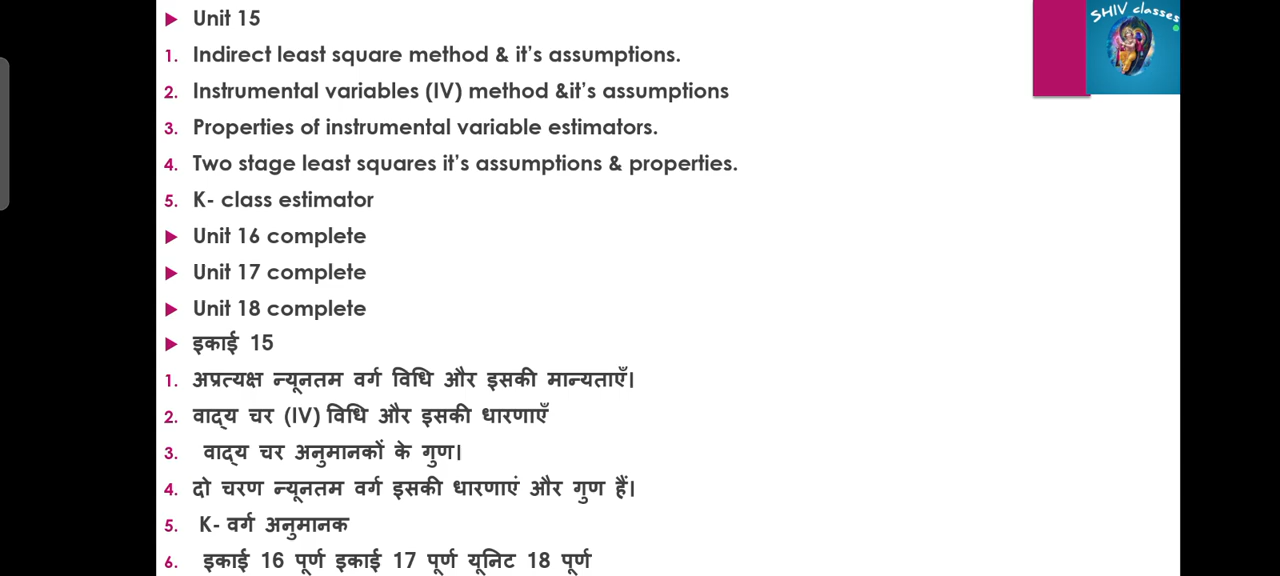 SHIV classes
▶ Unit 15
1. Indirect least square method & it's assumptions.
2. Instrumental variables (IV) method &it's assumptions
3. Properties of instrumental variable estimators.
4. Two stage least squares it's assumptions & properties.
5. K- class estimator
▶ Unit 16 complete
▶ Unit 17 complete
▶ Unit 18 complete
▶ इकाई 15
1. अप्रत्यक्ष न्यूनतम वर्ग विधि और इसकी मान्यताएँ।
2. वाद्य चर (IV) विधि और इसकी धारणाएँ
3. वाद्य चर अनुमानकों के गुण।
4. दो चरण न्यूनतम वर्ग इसकी धारणाएं और गुण हैं।
5. K- वर्ग अनुमानक
6. इकाई 16 पूर्ण इकाई 17 पूर्ण यूनिट 18 पूर्ण